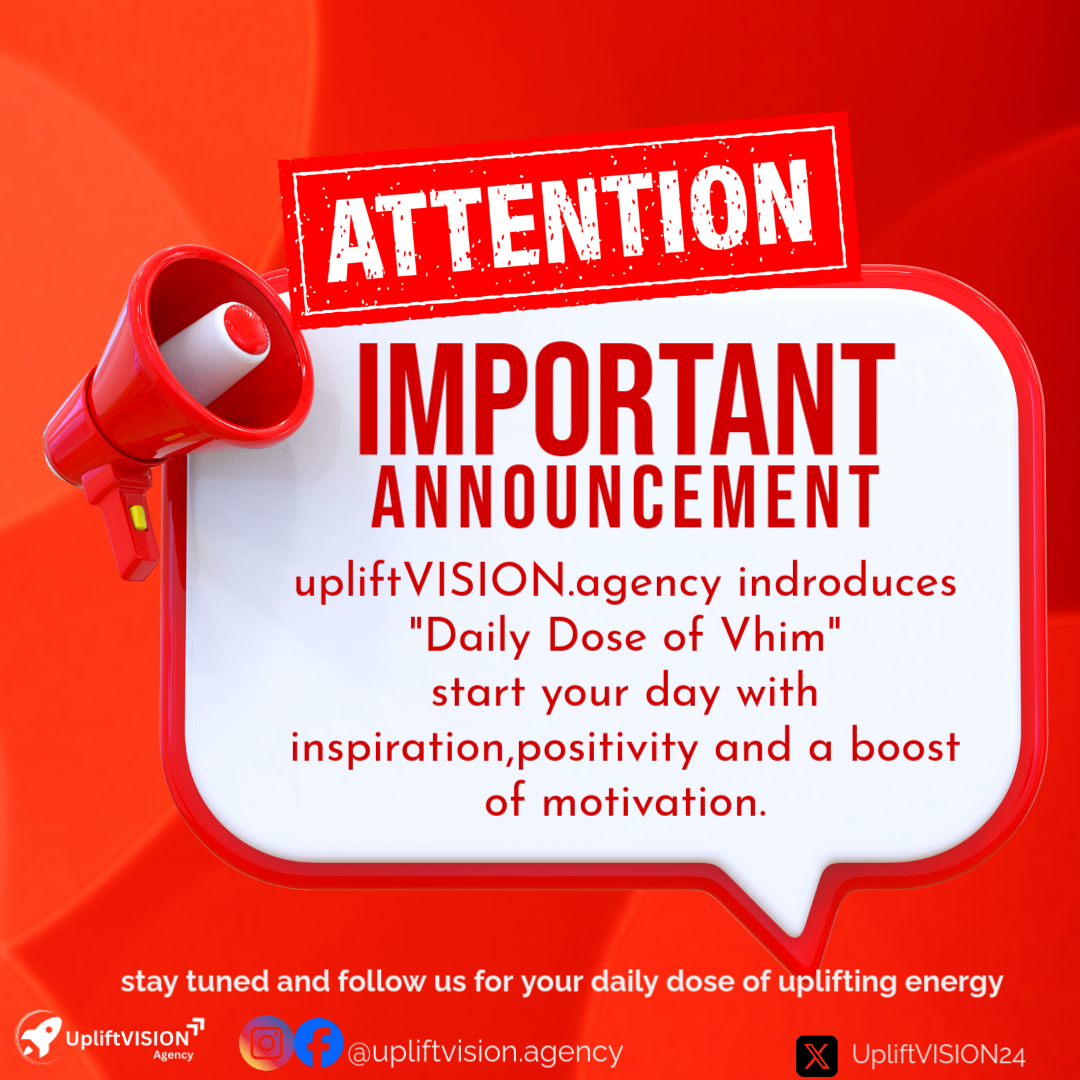 ATTENTION
IMPORTANT
ANNOUNCEMENT
upliftVISION.agency indroduces
"Daily Dose of Vhim"
start your day with
inspiration,positivity and a boost
of motivation.
stay tuned and follow us for your daily dose of uplifting energy
UpliftVISION
Agency
@upliftvision.agency
UpliftVISION24